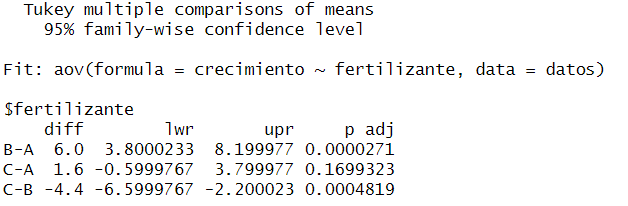 Tukey multiple comparisons of means
95% family-wise confidence level
Fit: aov(formula = crecimiento ~ fertilizante, data = datos)
$fertilizante
diff lwr upr p adj
B-A 6.0 3.8000233 8.199977 0.0000271
C-A 1.6 -0.5999767 3.799977 0.1699323
C-B -4.4 -6.5999767 -2.200023 0.0004819